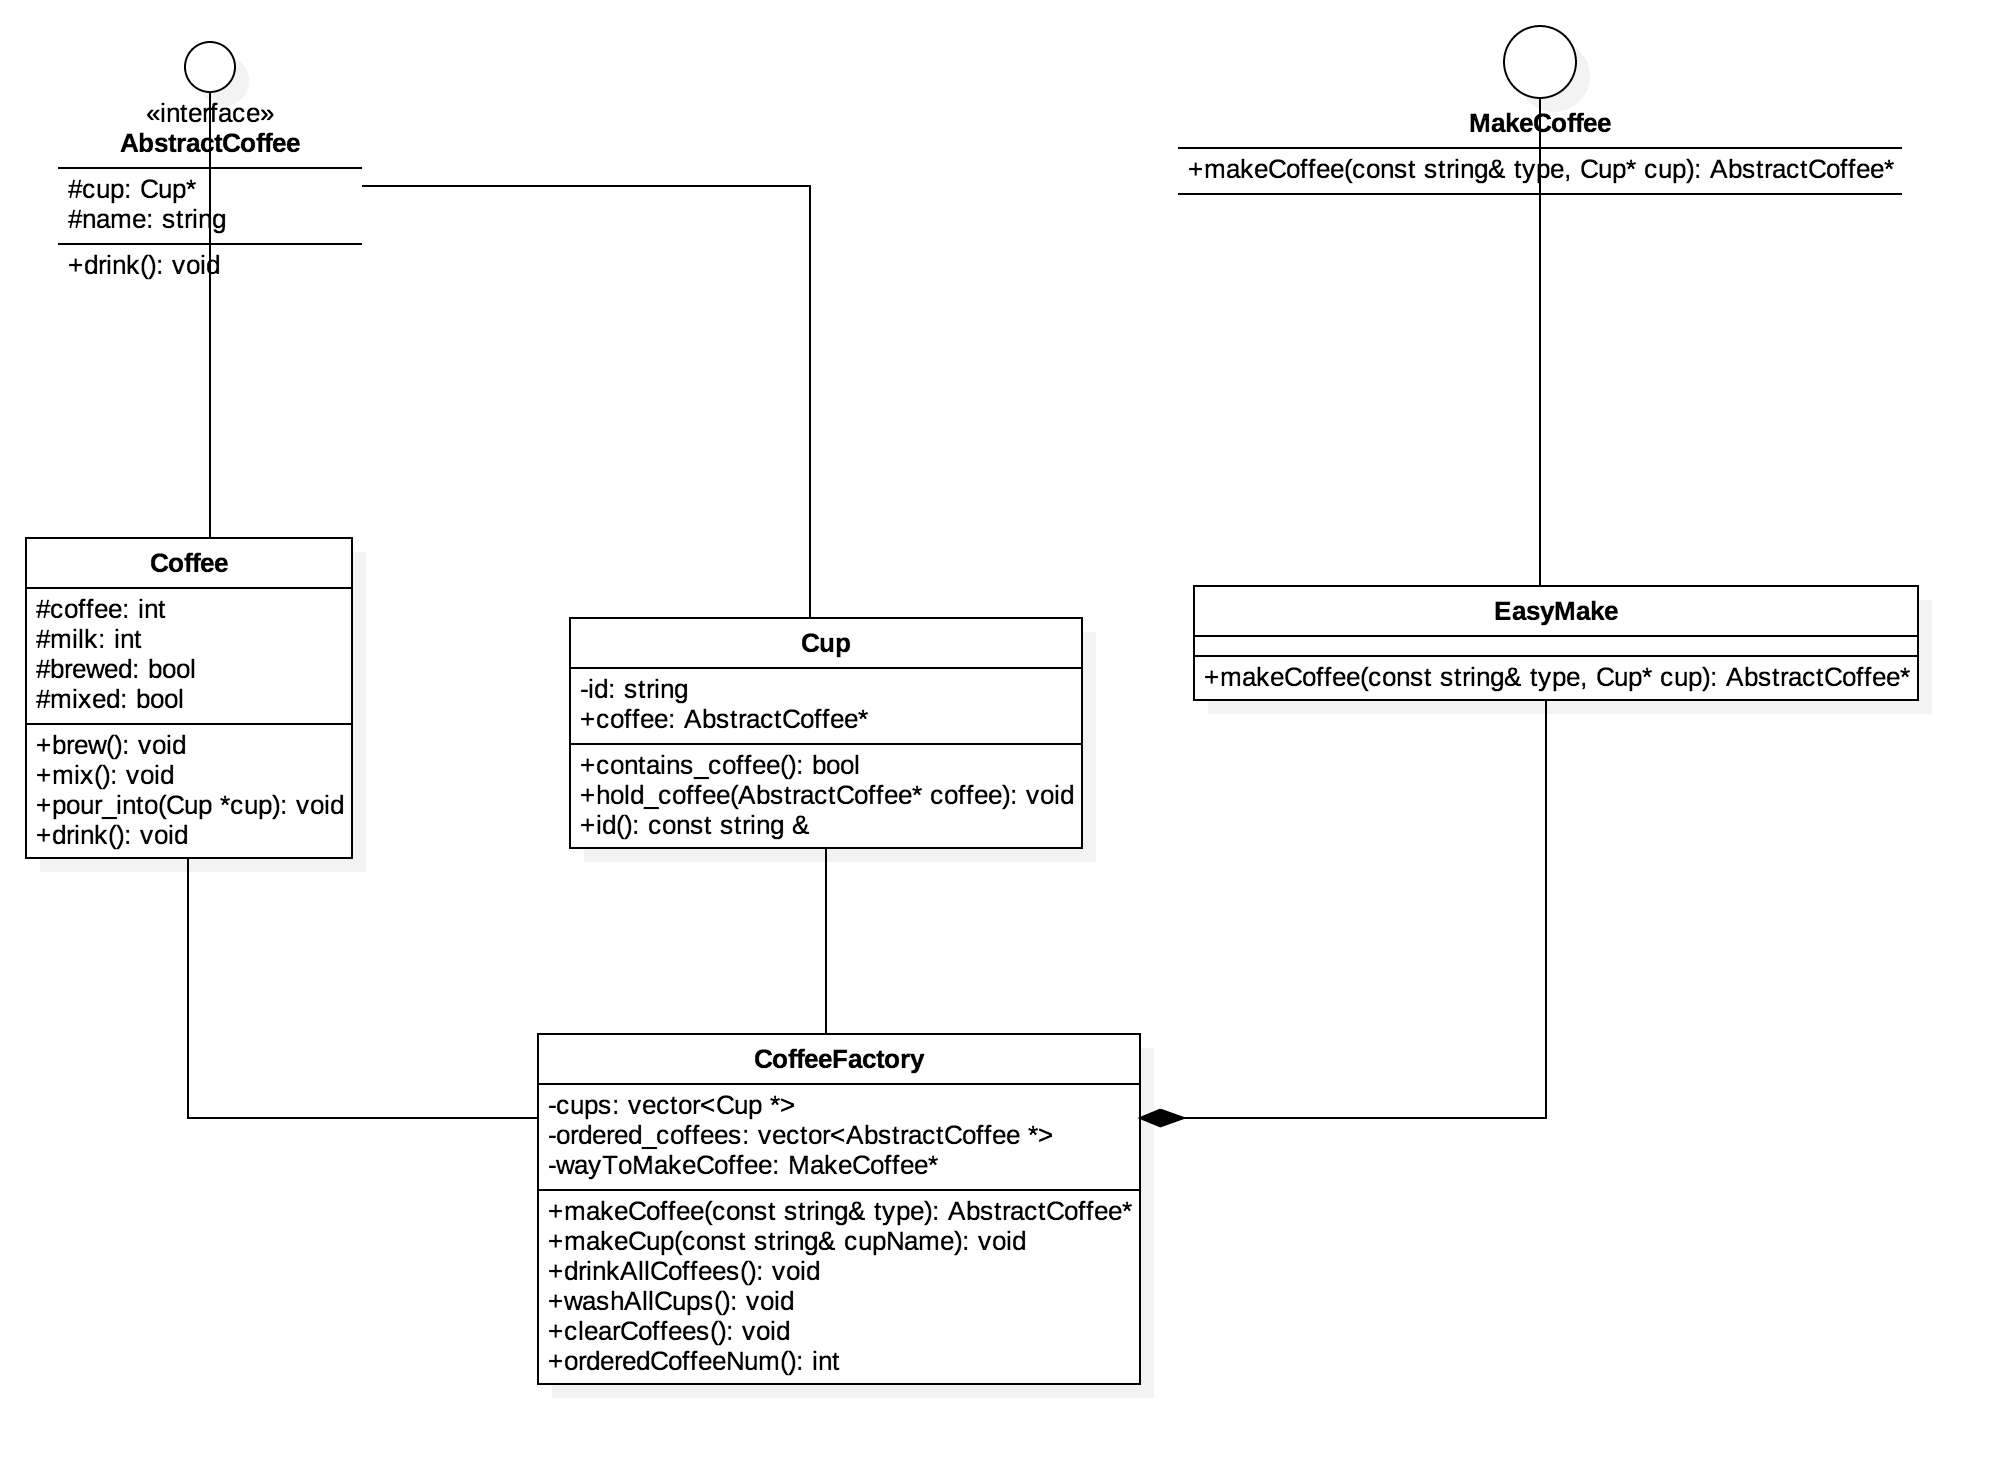 «interface»
AbstractCoffee
#cup: Cup*
#name: string
+drink(): void
MakeCoffee
+makeCoffee(const string& type, Cup* cup): AbstractCoffee*
Coffee
#coffee: int
#milk: int
#brewed: bool
#mixed: bool
+brew(): void
+mix(): void
+pour_into(Cup *cup): void
+drink(): void
Cup
-id: string
+coffee: AbstractCoffee*
+contains_coffee(): bool
+hold_coffee(AbstractCoffee* coffee): void
+id(): const string &
EasyMake
+makeCoffee(const string& type, Cup* cup): AbstractCoffee*
CoffeeFactory
-cups: vector<Cup *>
-ordered_coffees: vector<AbstractCoffee *>
-wayToMakeCoffee: MakeCoffee*
+makeCoffee(const string& type): AbstractCoffee*
+makeCup(const string& cupName): void
+drinkAllCoffees(): void
+washAllCups(): void
+clearCoffees(): void
+orderedCoffeeNum(): int